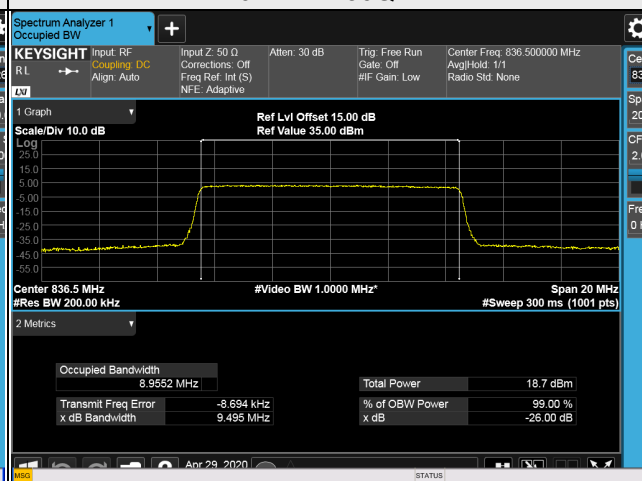 Spectrum Analyzer 1
Occupied BW
KEYSIGHT
RL
LXI
Input: RF
Coupling: DC
Align: Auto
Input Z: 50 Ω
Corrections: Off
Freq Ref: Int (S)
NFE: Adaptive
Atten: 30 dB
Trig: Free Run
Gate: Off
#IF Gain: Low
Center Freq: 836.500000 MHz
Avg|Hold: 1/1
Radio Std: None
1 Graph
Scale/Div 10.0 dB
Ref Lvl Offset 15.00 dB
Ref Value 35.00 dBm
Log
25.0
15.0
5.00
-5.00
-15.0
-25.0
-35.0
-45.0
-55.0
Center 836.5 MHz
#Video BW 1.0000 MHz*
Span 20 MHz
#Res BW 200.00 kHz
#Sweep 300 ms (1001 pts)
2 Metrics
Occupied Bandwidth
8.9552 MHz
Total Power 18.7 dBm
Transmit Freq Error -8.694 kHz
% of OBW Power 99.00 %
x dB Bandwidth 9.495 MHz
x dB -26.00 dB
Apr 29, 2020
MSG
STATUS